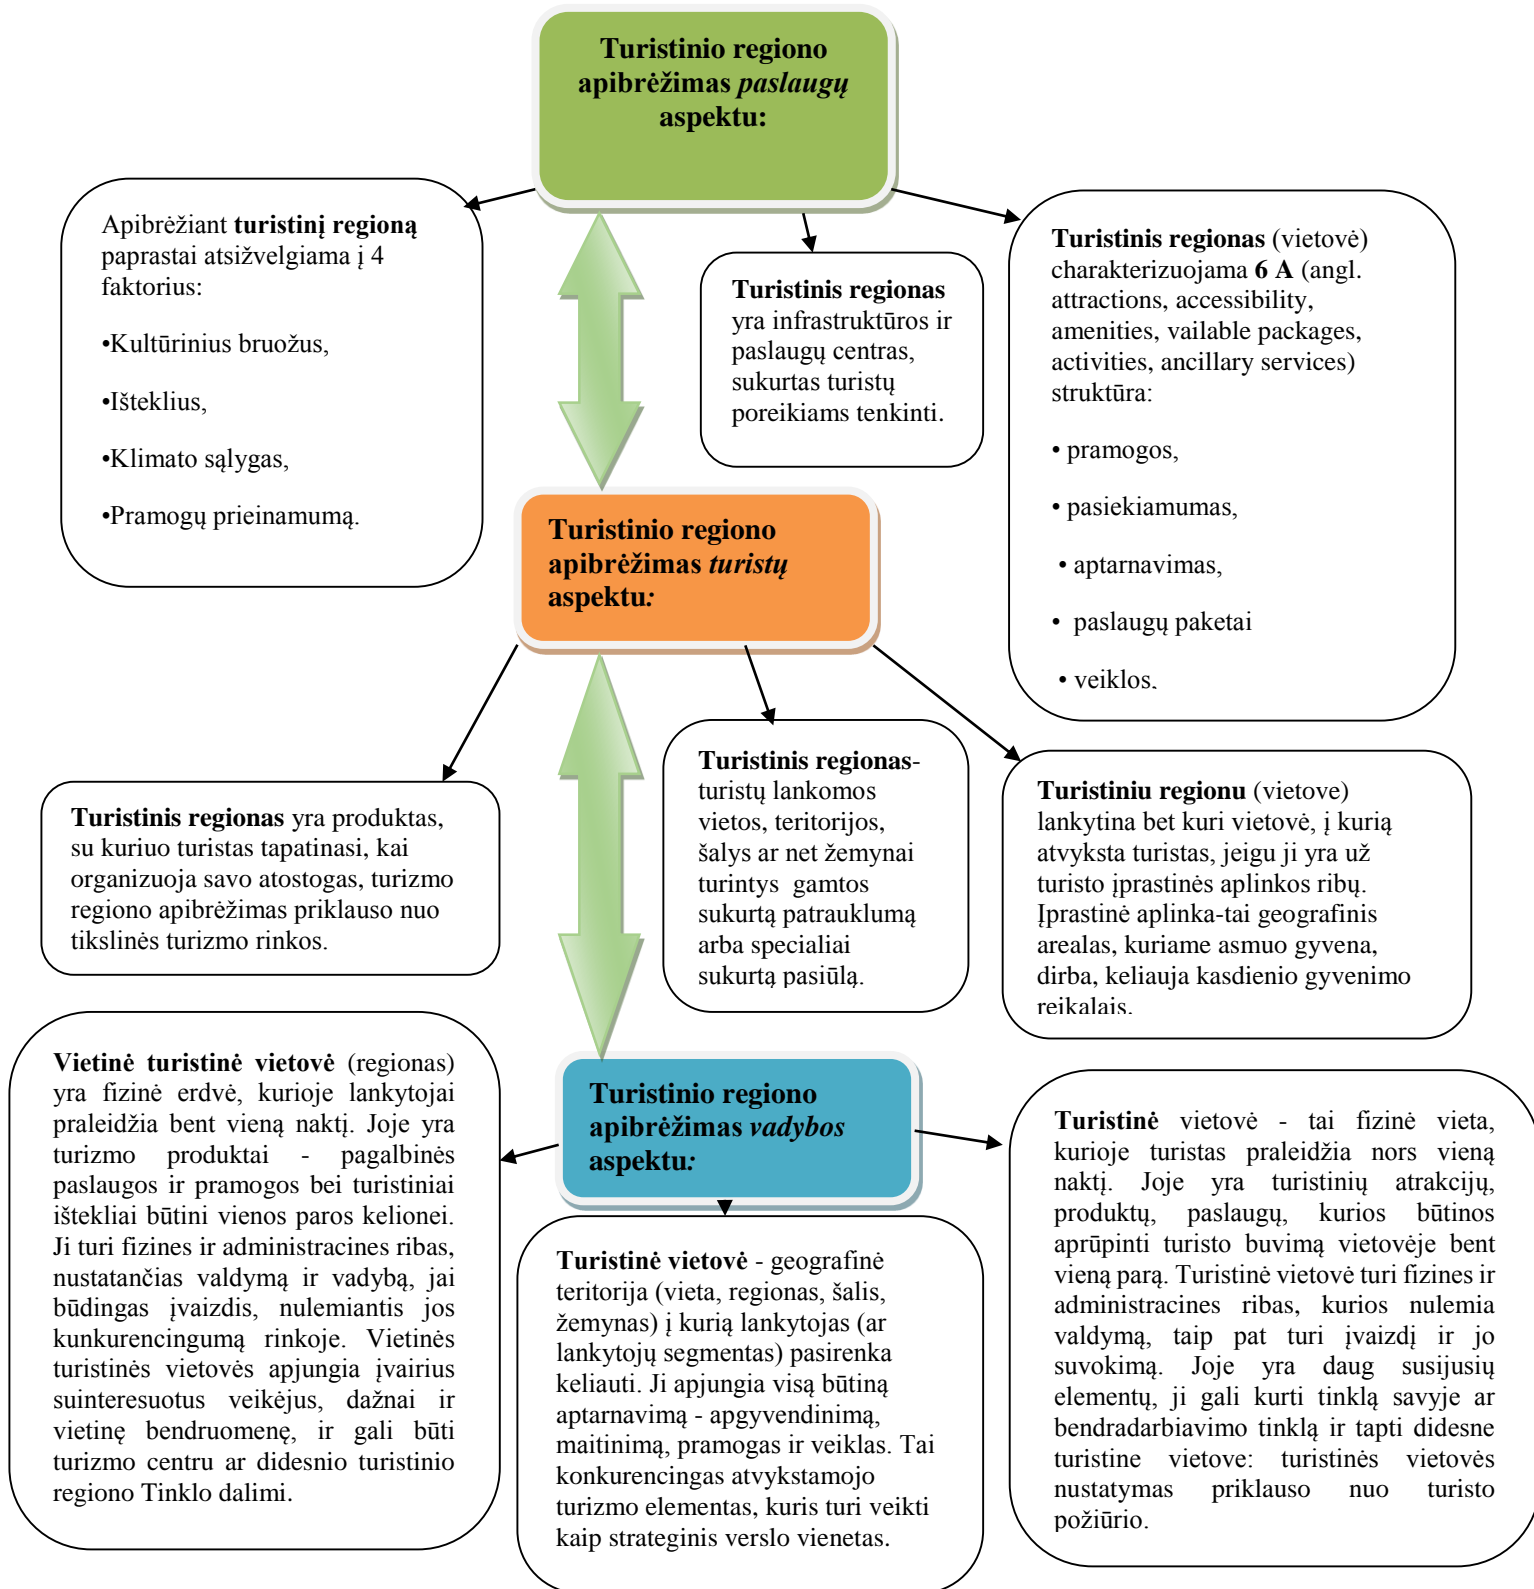 Turistinio regiono
apibrėžimas paslaugų
aspektu:
Apibrėžiant turistinį regioną
paprastai atsižvelgiama į 4
faktorius:
•Kultūrinius bruožus,
•Išteklius,
•Klimato sąlygas,
•Pramogų prieinamumą.
Turistinis regionas
yra infrastruktūros ir
paslaugų centras,
sukurtas turistų
poreikiams tenkinti.
Turistinis regionas (vietovė)
charakterizuojama 6 A (angl.
attractions, accessibility,
amenities, vailable packages,
activities, ancillary services)
struktūra:
• pramogos,
• pasiekiamumas,
• aptarnavimas,
• paslaugų paketai
• veiklos,
Turistinio regiono
apibrėžimas turistų
aspektu:
Turistinis regionas yra produktas,
su kuriuo turistas tapatinasi, kai
organizuoja savo atostogas, turizmo
regiono apibrėžimas priklauso nuo
tikslinės turizmo rinkos.
Turistinis regionas-
turistų lankomos
vietos, teritorijos,
šalys ar net žemynai
turintys gamtos
sukurtą patrauklumą
arba specialiai
sukurtą pasiūlą.
Turistiniu regionu (vietove)
lankytina bet kuri vietovė, į kurią
atvyksta turistas, jeigu ji yra už
turisto įprastinės aplinkos ribų.
Įprastinė aplinka-tai geografinis
arealas, kuriame asmuo gyvena,
dirba, keliauja kasdienio gyvenimo
reikalais.
Turistinio regiono
apibrėžimas vadybos
aspektu:
Vietinė turistinė vietovė (regionas)
yra fizinė erdvė, kurioje lankytojai
praleidžia bent vieną naktį. Joje yra
turizmo produktai - pagalbinės
paslaugos ir pramogos bei turistiniai
ištekliai būtini vienos paros kelionei.
Ji turi fizines ir administracines ribas,
nustatančias valdymą ir vadybą, jai
būdingas įvaizdis, nulemiantis jos
konkurencingumą rinkoje. Vietinės
turistinės vietovės apjungia įvairius
suinteresuotus veikėjus, dažnai ir
vietinę bendruomenę, ir gali būti
turizmo centru ar didesnio turistinio
regiono Tinklo dalimi.
Turistinė vietovė - geografinė
teritorija (vieta, regionas, šalis,
žemynas) į kurią lankytojas (ar
lankytojų segmentas) pasirenka
keliauti. Ji apjungia visą būtiną
aptarnavimą - apgyvendinimą,
maitinimą, pramogas ir veiklas. Tai
konkurencingas atvykstamojo
turizmo elementas, kuris turi veikti
kaip strateginis verslo vienetas.
Turistinė vietovė - tai fizinė vieta,
kurioje turistas praleidžia nors vieną
naktį. Joje yra turistinių atrakcijų,
produktų, paslaugų, kurios būtinos
aprūpinti turisto buvimą vietovėje bent
vieną parą. Turistinė vietovė turi fizines ir
administracines ribas, kurios nulemia
valdymą, taip pat turi įvaizdį ir jo
suvokimą. Joje yra daug susijusių
elementų, ji gali kurti tinklą savyje ar
bendradarbiavimo tinklą ir tapti didesne
turistine vietove: turistinės vietovės
nustatymas priklauso nuo turisto
požiūrio.